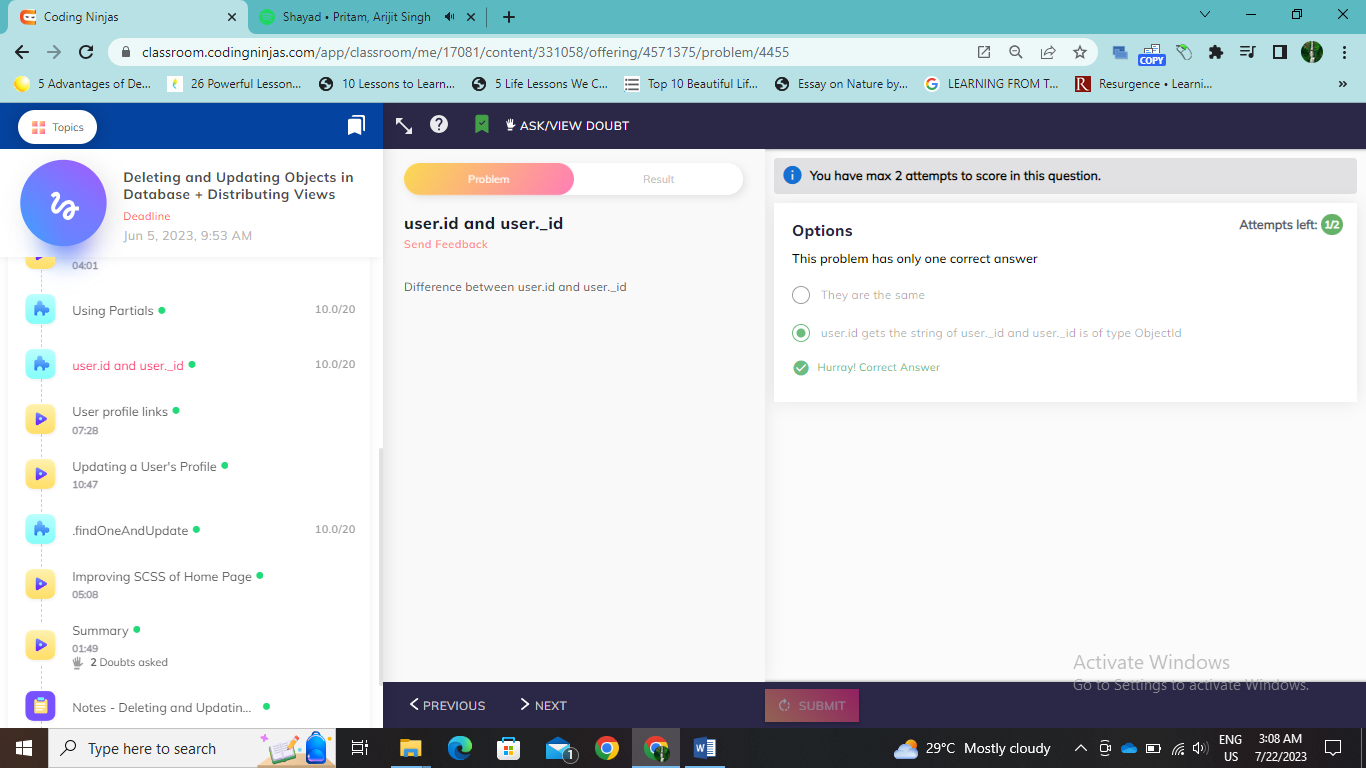 Coding Ninjas
Shayad • Pritam, Arijit Singh
classroom.codingninjas.com/app/classroom/me/17081/content/331058/offering/4571375/problem/4455
COPY
5 Advantages of De...
26 Powerful Lesson...
10 Lessons to Learn...
5 Life Lessons We C...
Top 10 Beautiful Lif...
Essay on Nature by...
LEARNING FROM T...
Resurgence • Learni...
Topics
ASK/VIEW DOUBT
Deleting and Updating Objects in
Database + Distributing Views
Deadline
Jun 5, 2023, 9:53 AM
04:01
Using Partials
10.0/20
user.id and user._id
10.0/20
User profile links
07:28
Updating a User's Profile
10:47
.findOneAndUpdate
10.0/20
Improving SCSS of Home Page
05:08
Summary
01:49
2 Doubts asked
Notes - Deleting and Updatin...
Problem
Result
user.id and user._id
Send Feedback
Difference between user.id and user._id
You have max 2 attempts to score in this question.
Options
Attempts left: 1/2
This problem has only one correct answer
They are the same
user.id gets the string of user._id and user._id is of type ObjectId
Hurray! Correct Answer
Activate Windows
Go to Settings to activate Windows.
PREVIOUS
NEXT
SUBMIT
Type here to search
1
29°C Mostly cloudy
ENG
US
3:08 AM
7/22/2023